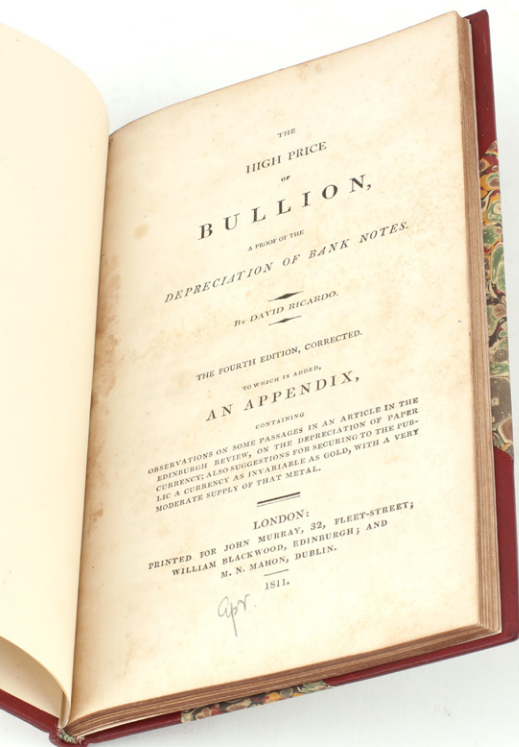 THE
HIGH PRICE
OF
BULLION,
A PROOF OF THE
DEPRECIATION OF BANK NOTES.
By DAVID RICARDO.
THE FOURTH EDITION, CORRECTED.
TO WHICH IS ADDED,
AN APPENDIX,
CONTAINING
OBSERVATIONS ON SOME PASSAGES IN AN ARTICLE IN THE
EDINBURGH REVIEW, ON THE DEPRECIATION OF PAPER
CURRENCY; ALSO SUGGESTIONS FOR SECURING TO THE PUB-
LIC A CURRENCY AS INVARIABLE AS GOLD, WITH A VERY
MODERATE SUPPLY OF THAT METAL.
LONDON:
PRINTED FOR JOHN MURRAY, 32, FLEET-STREET;
WILLIAM BLACKWOOD, EDINBURGH; AND
M. N. MAHON, DUBLIN.
1811.
Apr.